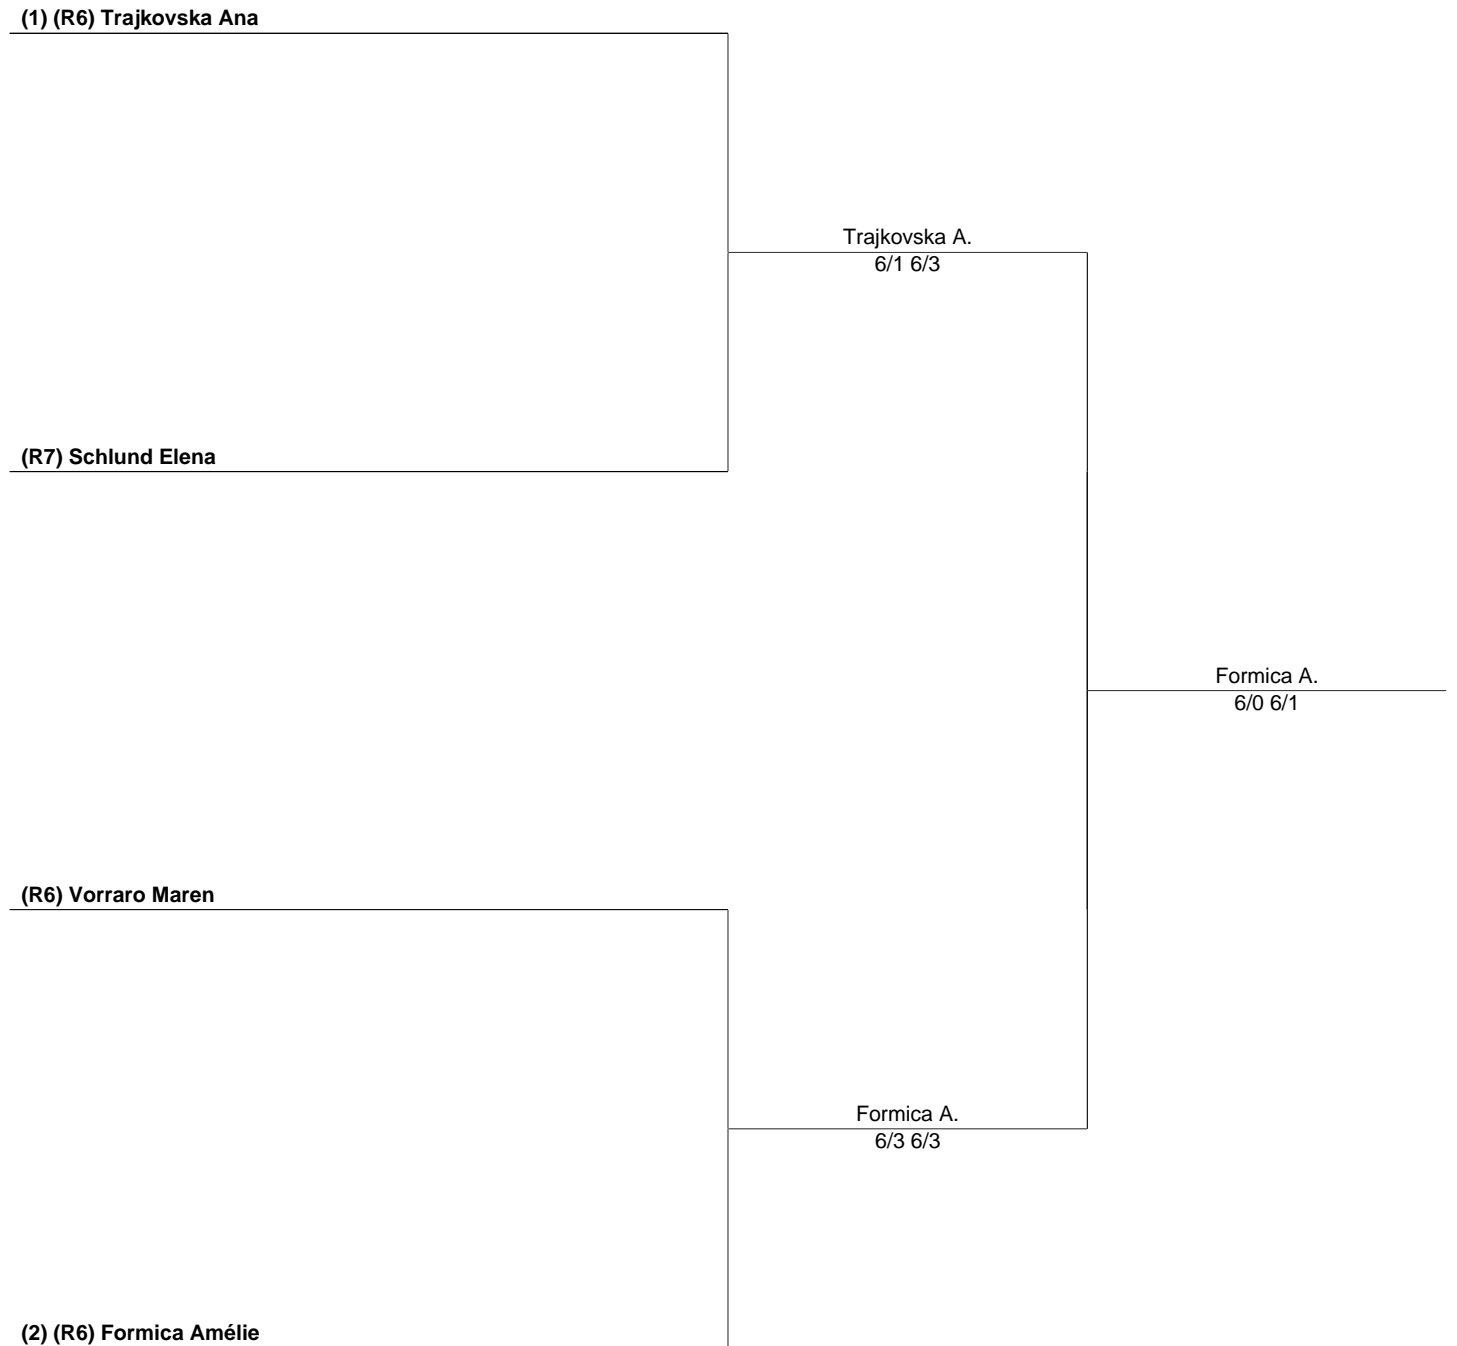 (1) (R6) Trajkovska Ana
Trajkovska A.
6/1 6/3
(R7) Schlund Elena
Formica A.
6/0 6/1
(R6) Vorraro Maren
Formica A.
6/3 6/3
(2) (R6) Formica Amélie